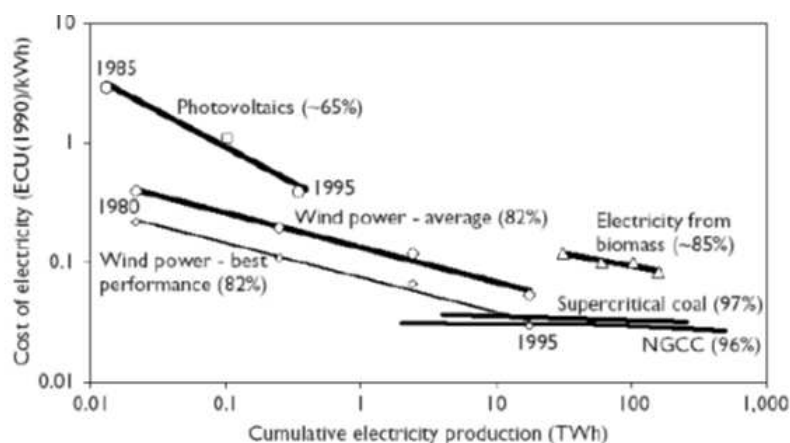 Cost of electricity (ECU(1990)/kWh)
10
1
0.1
0.01
1985
Photovoltaics (~65%)
1995
1980
Wind power - average (82%)
Electricity from
biomass (~85%)
Wind power - best
performance (82%)
Supercritical coal (97%)
1995
NGCC (96%)
0.01 0.1 1 10 100 1,000
Cumulative electricity production (TWh)